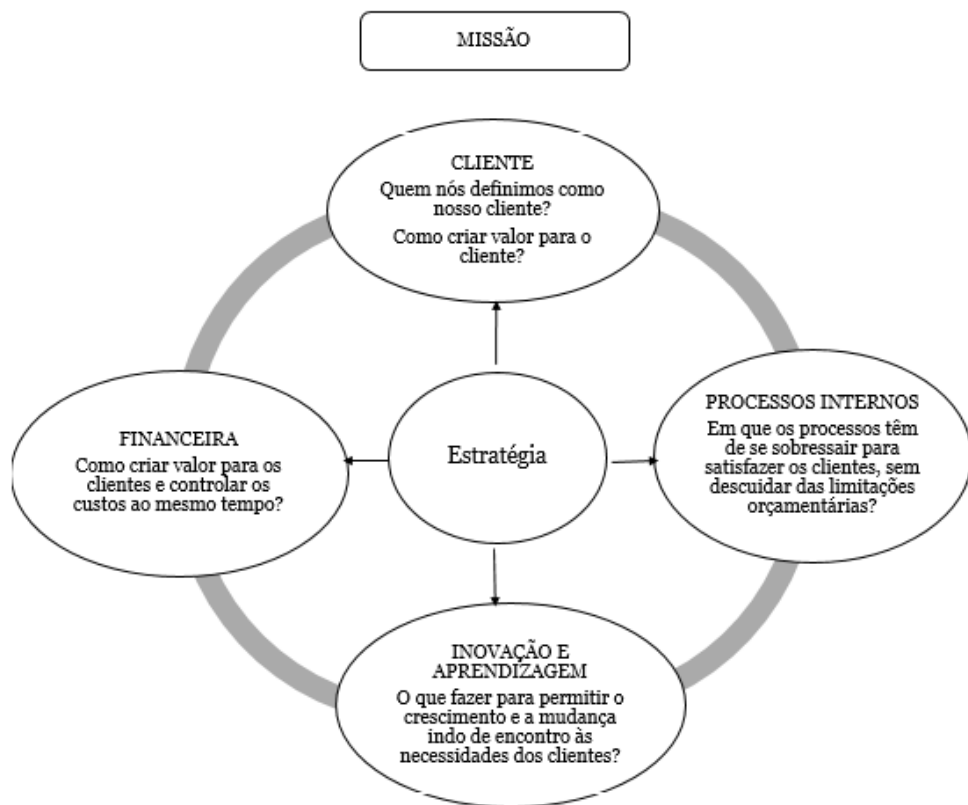 MISSÃO
CLIENTE
Quem nós definimos como
nosso cliente?
Como criar valor para o
cliente?
FINANCEIRA
Como criar valor para os
clientes e controlar os
custos ao mesmo tempo?
Estratégia
PROCESSOS INTERNOS
Em que os processos têm
de se sobressair para
satisfazer os clientes, sem
descuidar das limitações
orçamentárias?
INOVAÇÃO E
APRENDIZAGEM
O que fazer para permitir o
crescimento e a mudança
indo de encontro às
necessidades dos clientes?